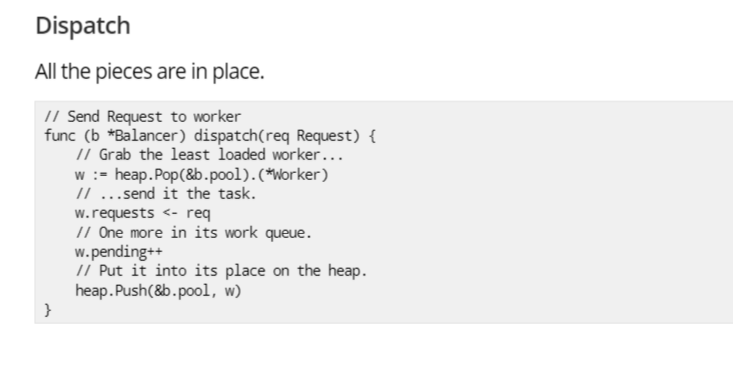 Dispatch
All the pieces are in place.
// Send Request to worker
func (b *Balancer) dispatch(req Request) {
    // Grab the least loaded worker...
    w := heap.Pop(&b.pool).(*Worker)
    // ...send it the task.
    w.requests <- req
    // One more in its work queue.
    w.pending++
    // Put it into its place on the heap.
    heap.Push(&b.pool, w)
}